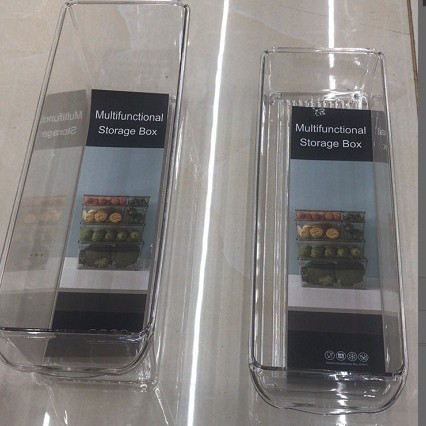 Multifunctional
Storage Box
Multifunctional
Storage Box